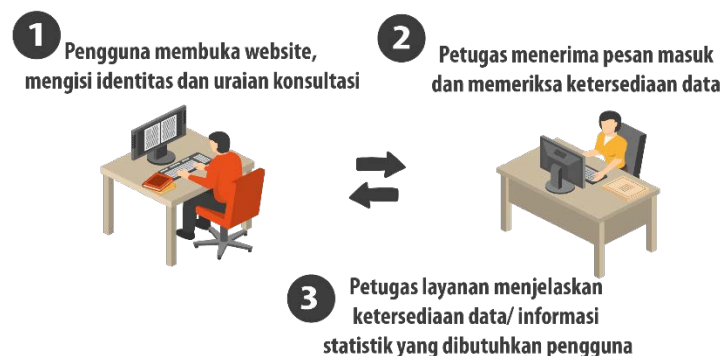 1
Pengguna membuka website,
mengisi identitas dan uraian konsultasi
2
Petugas menerima pesan masuk
dan memeriksa ketersediaan data
3
Petugas layanan menjelaskan
ketersediaan data/ informasi
statistik yang dibutuhkan pengguna